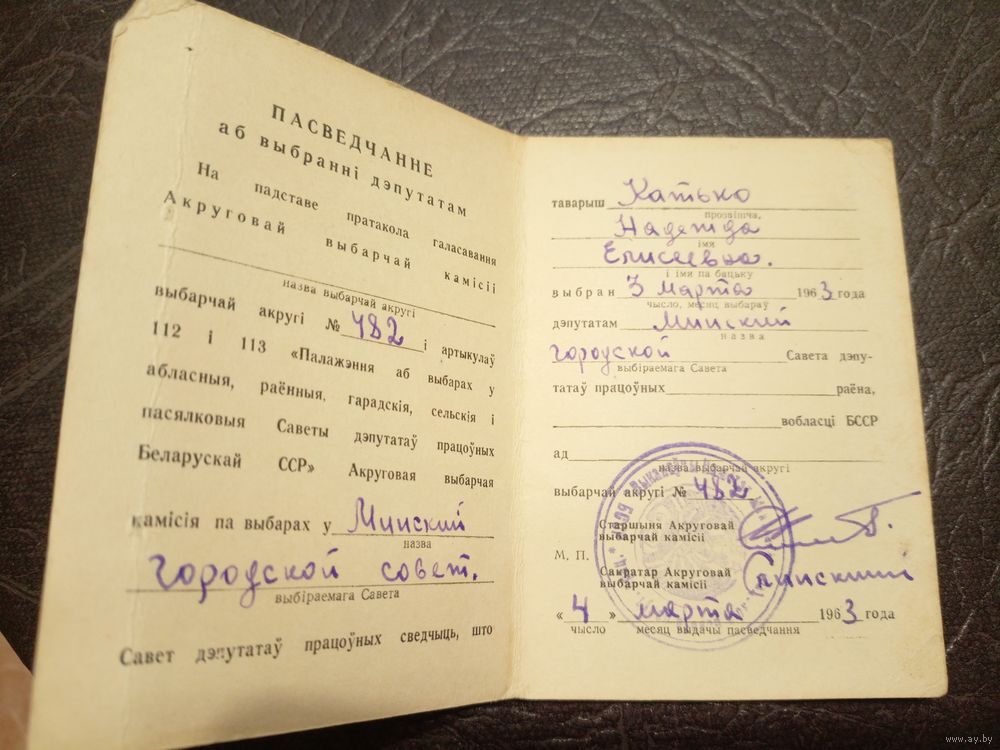 ПАСВЕДЧАННЕ
аб выбранні дэпутатам
На падставе пратакола галасавання
Акруговай выбарчай камісіі
назва выбарчай акругі
выбарчай акругі № 482 і артыкулаў
112 і 113 «Палажэння аб выбарах у
абласныя, раённыя, гарадскія, сельскія і
пасялковыя Саветы дэпутатаў працоўных
Беларускай ССР» Акруговая выбарчая
камісія па выбарах у Минский
назва
городской совет.
выбіраемага Савета
Савет дэпутатаў працоўных сведчыць, што
таварыш Катько
прозвішча,
Надежда
імя
Елисеевна.
і імя па бацьку
выбран 3 марта 1963 года
чысло, месяц выбараў
дэпутатам Минский
назва
городской Савета дэпу-
выбіраемага Савета
татаў працоўных раёна,
вобласці БССР
ад
назва выбарчай акругі
выбарчай акругі № 482
Старшыня Акруговай
выбарчай камісіі
М. П.
Сакратар Акруговай
выбарчай камісіі
«4» марта 1963 года
чысло месяц выдачы пасведчання
www.ay.by